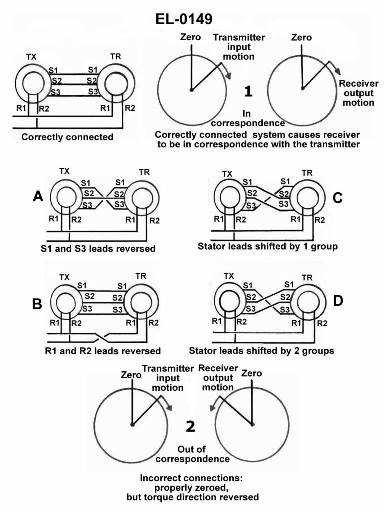 EL-0149
TX TR
S1 S1
S2 S2
S3 S3
R1 R2 R1 R2
Correctly connected
Zero
Transmitter
input
motion
Zero
Receiver
output
motion
1
In
correspondence
Correctly connected system causes receiver
to be in correspondence with the transmitter
A
TX TR
S1 S1
S2 S2
S3 S3
R1 R2 R1 R2
S1 and S3 leads reversed
C
TX TR
S1 S1
S2 S2
S3 S3
R1 R2 R1 R2
Stator leads shifted by 1 group
B
TX TR
S1 S1
S2 S2
S3 S3
R1 R2 R1 R2
R1 and R2 leads reversed
D
TX TR
S1 S1
S2 S2
S3 S3
R1 R2 R1 R2
Stator leads shifted by 2 groups
Zero
Transmitter
input
motion
Receiver
output
motion
Zero
2
Out of
correspondence
Incorrect connections:
properly zeroed,
but torque direction reversed